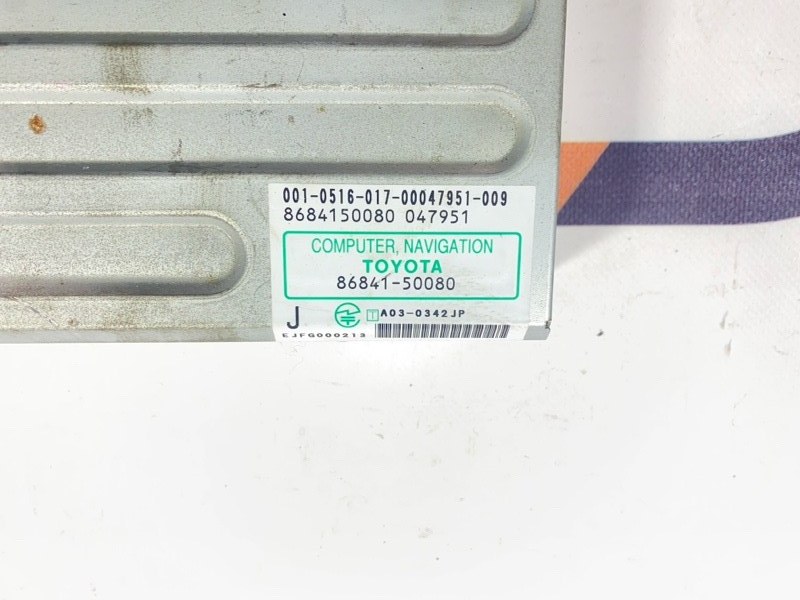 001-0516-017-00047951-009
8684150080 047951
COMPUTER, NAVIGATION
TOYOTA
86841-50080
J T A03-0342JP
EJFG000213